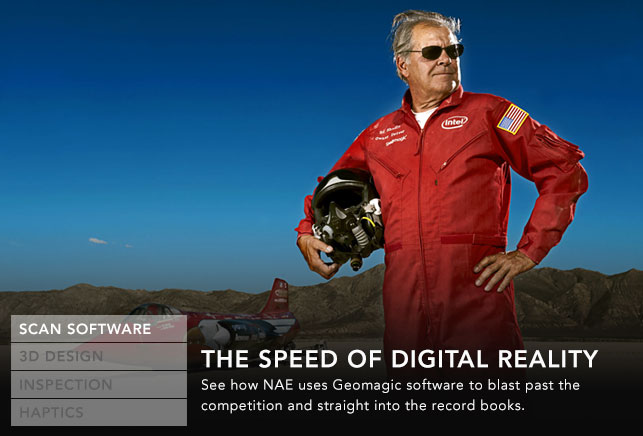 intel
Geomagic
SCAN SOFTWARE
3D DESIGN
INSPECTION
HAPTICS
THE SPEED OF DIGITAL REALITY
See how NAE uses Geomagic software to blast past the
competition and straight into the record books.